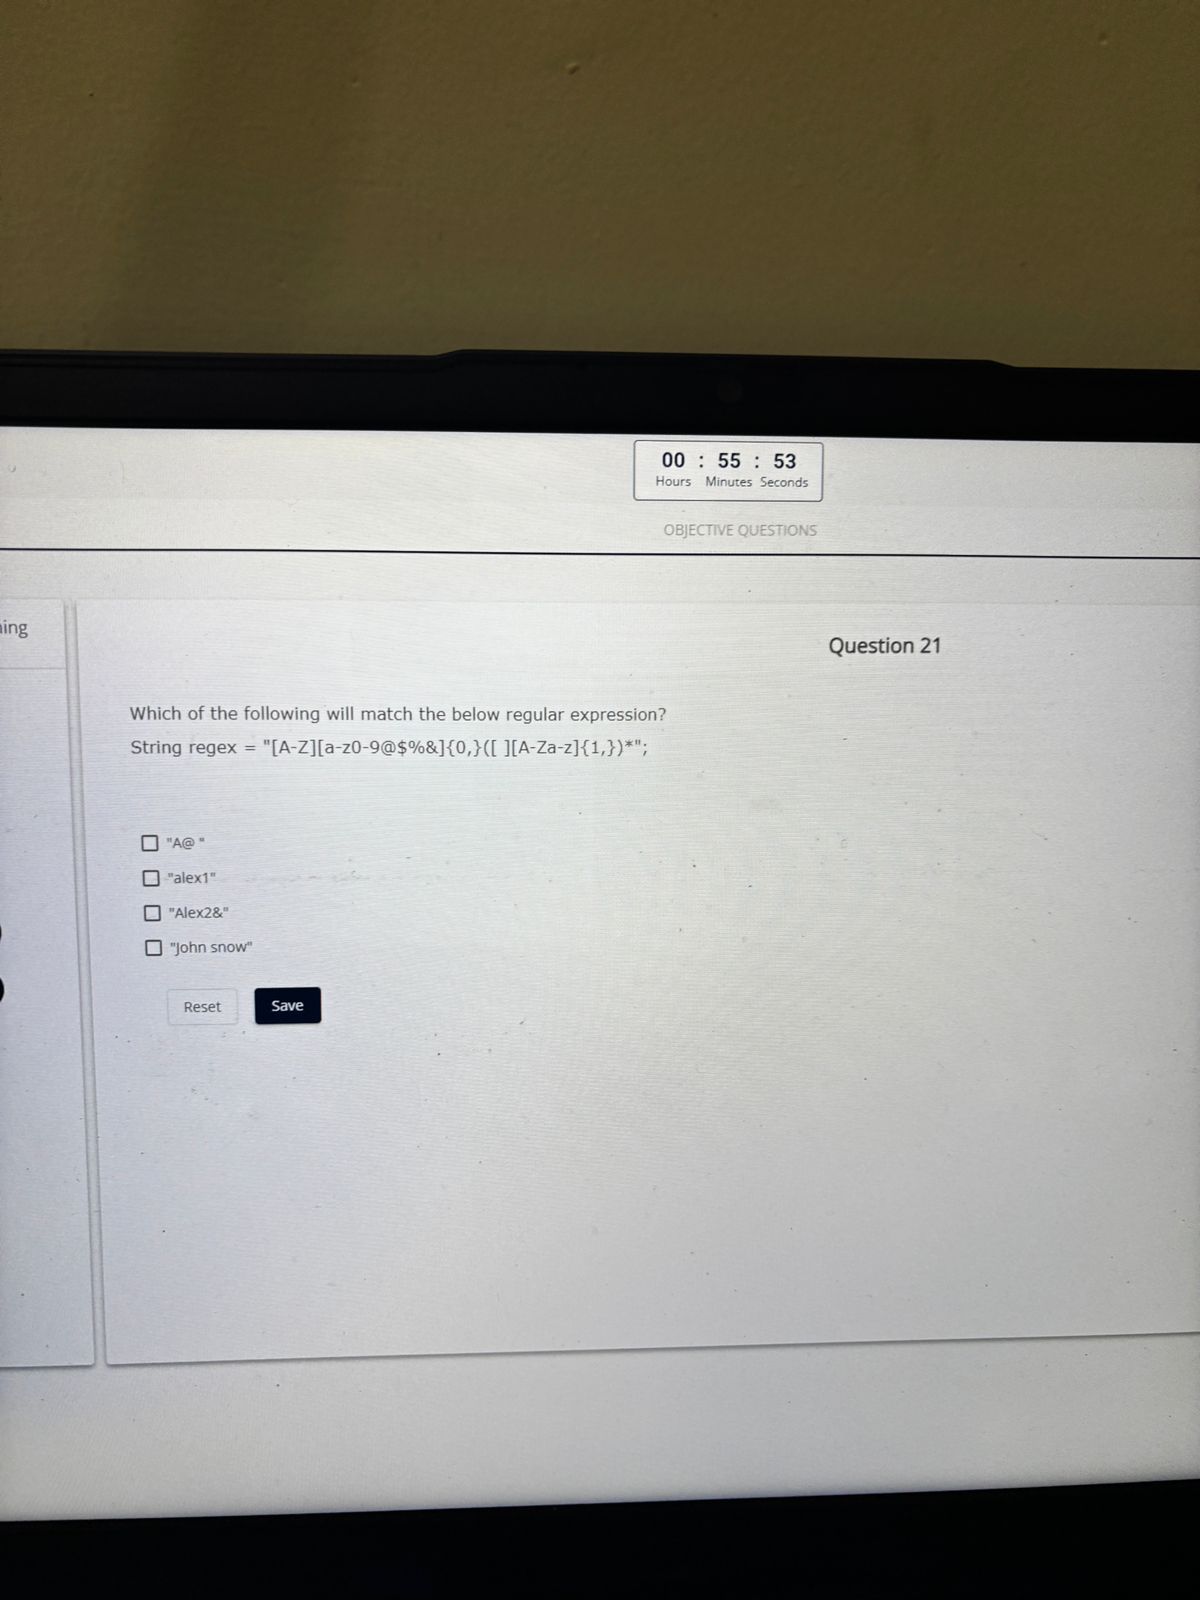 00 : 55 : 53
Hours Minutes Seconds
OBJECTIVE QUESTIONS
Question 21
Which of the following will match the below regular expression?
String regex = "[A-Z][a-z0-9@$%&]{0,}([ ][A-Za-z]{1,})*";
"A@ "
"alex1"
"Alex2&"
"John snow"
Reset Save